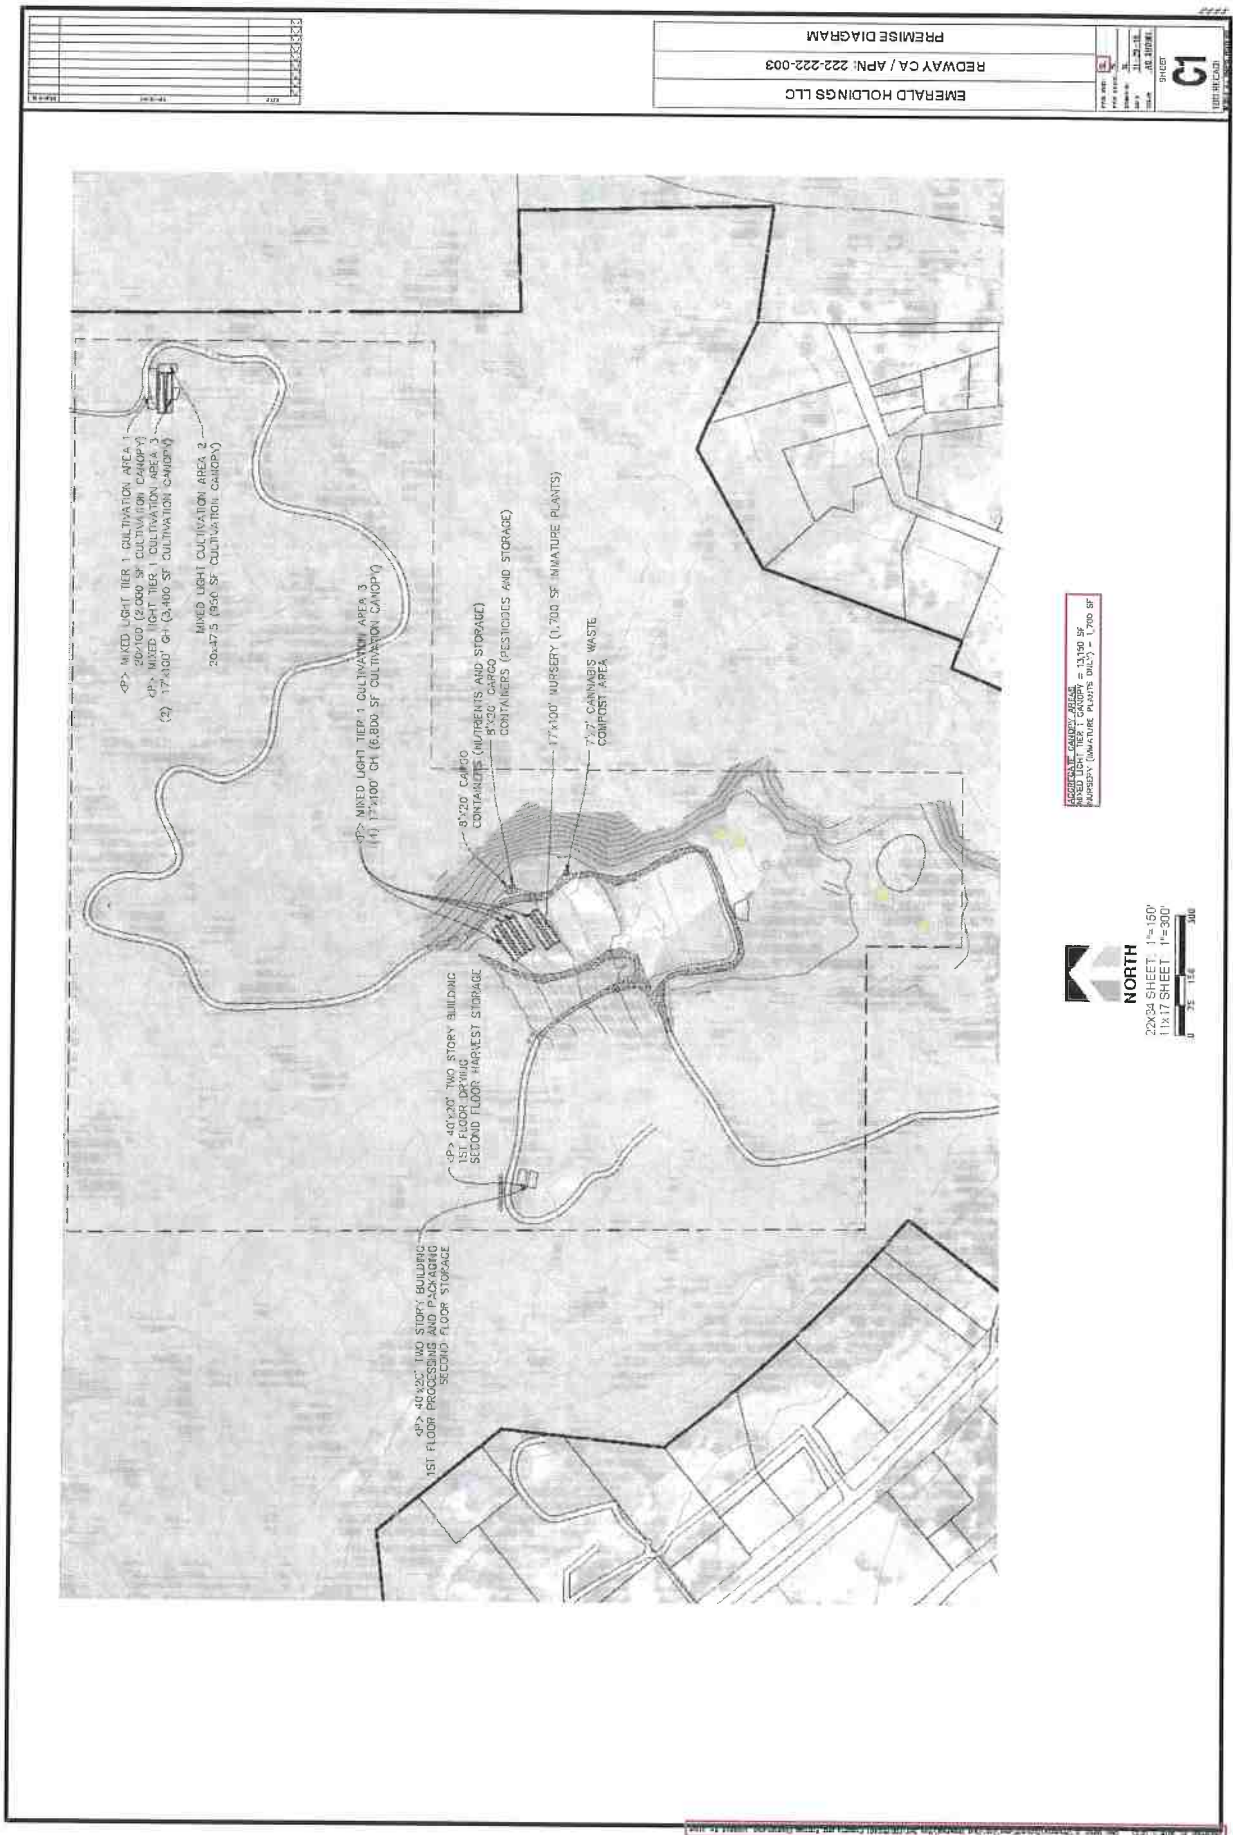 EMERALD HOLDINGS LLC
REDWAY CA / APN: 222-222-003
PREMISE DIAGRAM
SHEET
C1
<P> MIXED LIGHT TIER 1 CULTIVATION AREA 1
20x100 (2,000 SF CULTIVATION CANOPY)
<P> MIXED LIGHT TIER 1 CULTIVATION AREA 3
(2) 17'x100' GH (3,400 SF CULTIVATION CANOPY)
MIXED LIGHT CULTIVATION AREA 2
20x47.5 (950 SF CULTIVATION CANOPY)
<P> MIXED LIGHT TIER 1 CULTIVATION AREA 3
(4) 17'x100' GH (6,800 SF CULTIVATION CANOPY)
8'x20' CARGO
CONTAINERS (NUTRIENTS AND STORAGE)
8'x20' CARGO
CONTAINERS (PESTICIDES AND STORAGE)
17'x100' NURSERY (1,700 SF IMMATURE PLANTS)
7'x7' CANNABIS WASTE
COMPOST AREA
<P> 40'x20' TWO STORY BUILDING
1ST FLOOR DRYING
SECOND FLOOR HARVEST STORAGE
<P> 40'x20' TWO STORY BUILDING
1ST FLOOR PROCESSING AND PACKAGING
SECOND FLOOR STORAGE
AGGREGATE CANOPY AREAS
MIXED LIGHT TIER 1 CANOPY = 13,150 SF
NURSERY (IMMATURE PLANTS ONLY) = 1,700 SF
NORTH
22X34 SHEET: 1"=150'
11x17 SHEET: 1"=300'
0 75 150 300